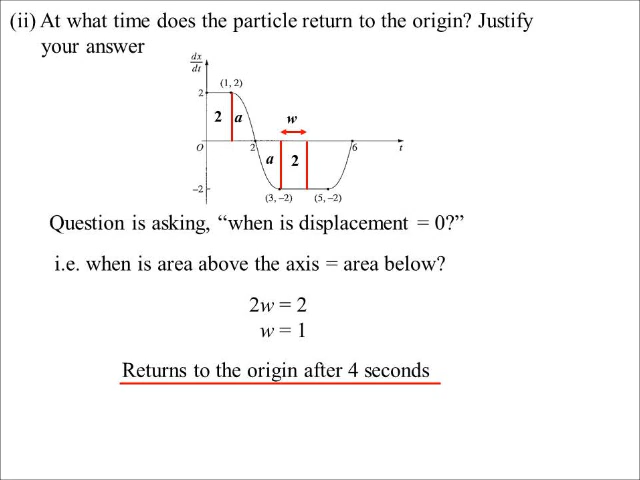 (ii) At what time does the particle return to the origin? Justify
your answer
dx
dt
(1, 2)
2
2 a
w
O
2
6
t
a 2
−2
(3, −2) (5, −2)
Question is asking, “when is displacement = 0?”
i.e. when is area above the axis = area below?
2w = 2
w = 1
Returns to the origin after 4 seconds